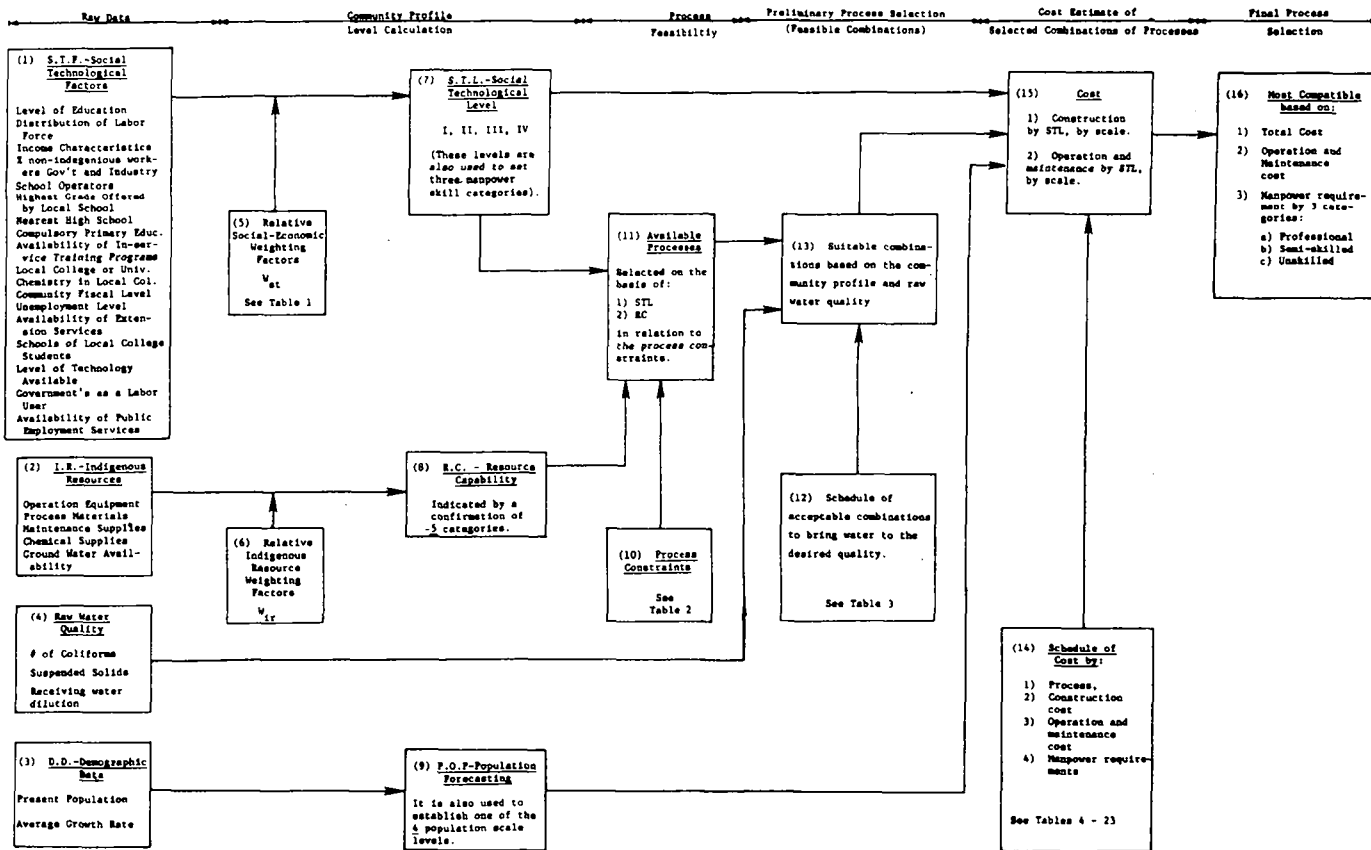 Raw Data
Community Profile
Level Calculation
Process
Feasibiltiy
Preliminary Process Selection
(Feasible Combinations)
Cost Estimate of
Selected Combinations of Processes
Final Process
Selection
(1) S.T.F.-Social
Technological
Factors
Level of Education
Distribution of Labor
Force
Income Characteristics
% non-indegenious work-
ers Gov't and Industry
School Operators
Highest Grade Offered
by Local School
Nearest High School
Compulsory Primary Educ.
Availability of In-ser-
vice Training Programs
Local College or Univ.
Chemistry in Local Col.
Community Fiscal Level
Unemployment Level
Availability of Exten-
sion Services
Schools of Local College
Students
Level of Technology
Available
Government's as a Labor
User
Availability of Public
Employment Services
(2) I.R.-Indigenous
Resources
Operation Equipment
Process Materials
Maintenance Supplies
Chemical Supplies
Ground Water Avail-
ability
(4) Raw Water
Quality
# of Coliforms
Suspended Solids
Receiving water
dilution
(3) D.D.-Demographic
Data
Present Population
Average Growth Rate
(5) Relative
Social-Economic
Weighting
Factors
W st
See Table 1
(6) Relative
Indigenous
Resource
Weighting
Factors
W ir
(7) S.T.L.-Social
Technological
Level
I, II, III, IV
(These levels are
also used to set
three manpower
skill categories).
(8) R.C. - Resource
Capability
Indicated by a
confirmation of
-5 categories.
(9) P.O.P-Population
Forecasting
It is also used to
establish one of the
4 population scale
levels.
(11) Available
Processes
Selected on the
basis of:
1) STL
2) RC
in relation to
the process con-
straints.
(10) Process
Constraints
See
Table 2
(13) Suitable combina-
tions based on the com-
munity profile and raw
water quality
(12) Schedule of
acceptable combinations
to bring water to the
desired quality.
See Table 3
(15) Cost
1) Construction
by STL, by scale.
2) Operation and
maintenance by STL,
by scale.
(14) Schedule of
Cost by:
1) Process,
2) Construction
cost
3) Operation and
maintenance
cost
4) Manpower require-
ments
See Tables 4 - 23
(16) Most Compatible
based on:
1) Total Cost
2) Operation and
Maintenance
cost
3) Manpower require-
ment by 3 cate-
gories:
a) Professional
b) Semi-skilled
c) Unskilled